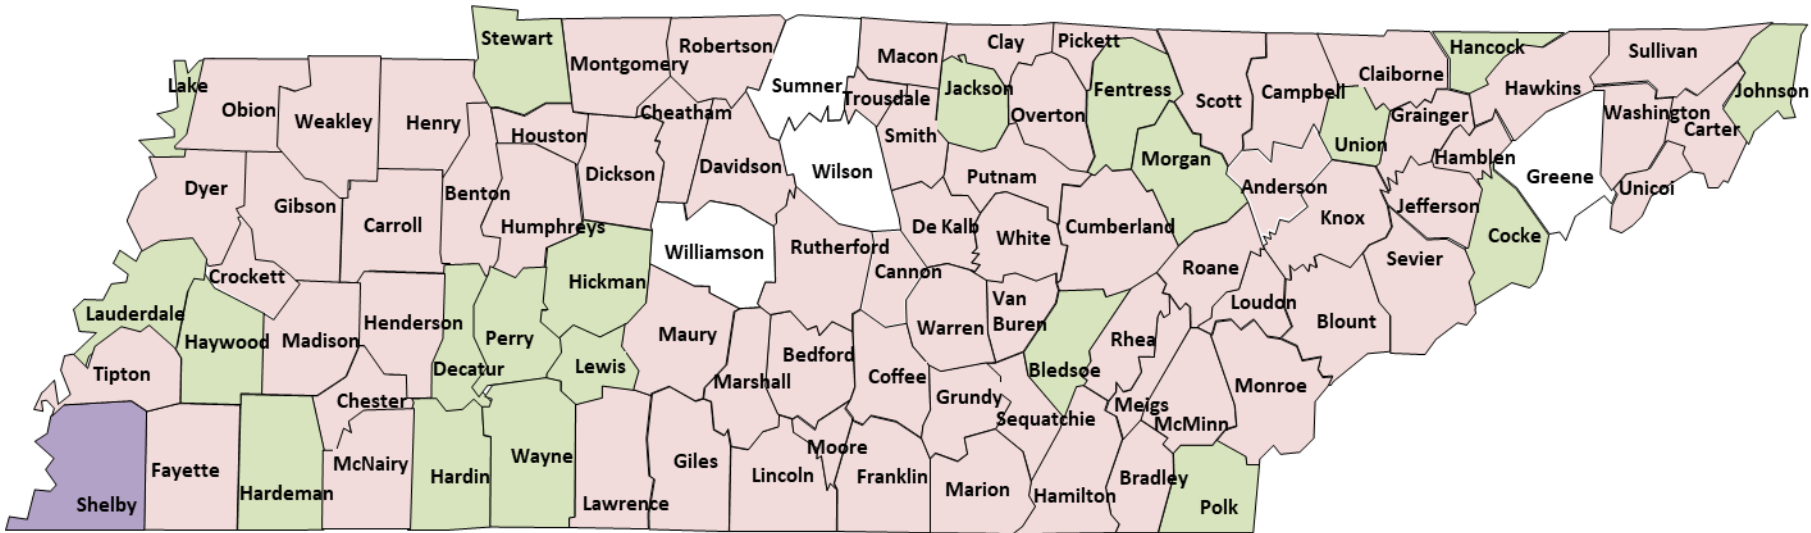 Stewart
Robertson
Montgomery
Sumner
Macon
Clay
Pickett
Hancock
Sullivan
Lake
Obion
Weakley
Henry
Houston
Cheatham
Trousdale
Jackson
Fentress
Scott
Campbell
Claiborne
Hawkins
Johnson
Washington
Carter
Grainger
Overton
Smith
Union
Hamblen
Morgan
Davidson
Wilson
Dickson
Dyer
Gibson
Benton
Putnam
Anderson
Greene
Unicoi
Carroll
Humphreys
De Kalb
White
Cumberland
Knox
Jefferson
Cocke
Williamson
Rutherford
Cannon
Crockett
Hickman
Roane
Sevier
Lauderdale
Haywood
Madison
Henderson
Perry
Maury
Warren
Van
Buren
Loudon
Blount
Rhea
Tipton
Decatur
Lewis
Marshall
Bedford
Coffee
Bledsoe
Monroe
Chester
Grundy
Sequatchie
Meigs
McMinn
Shelby
Fayette
Hardeman
McNairy
Hardin
Wayne
Lawrence
Giles
Lincoln
Moore
Franklin
Marion
Hamilton
Bradley
Polk